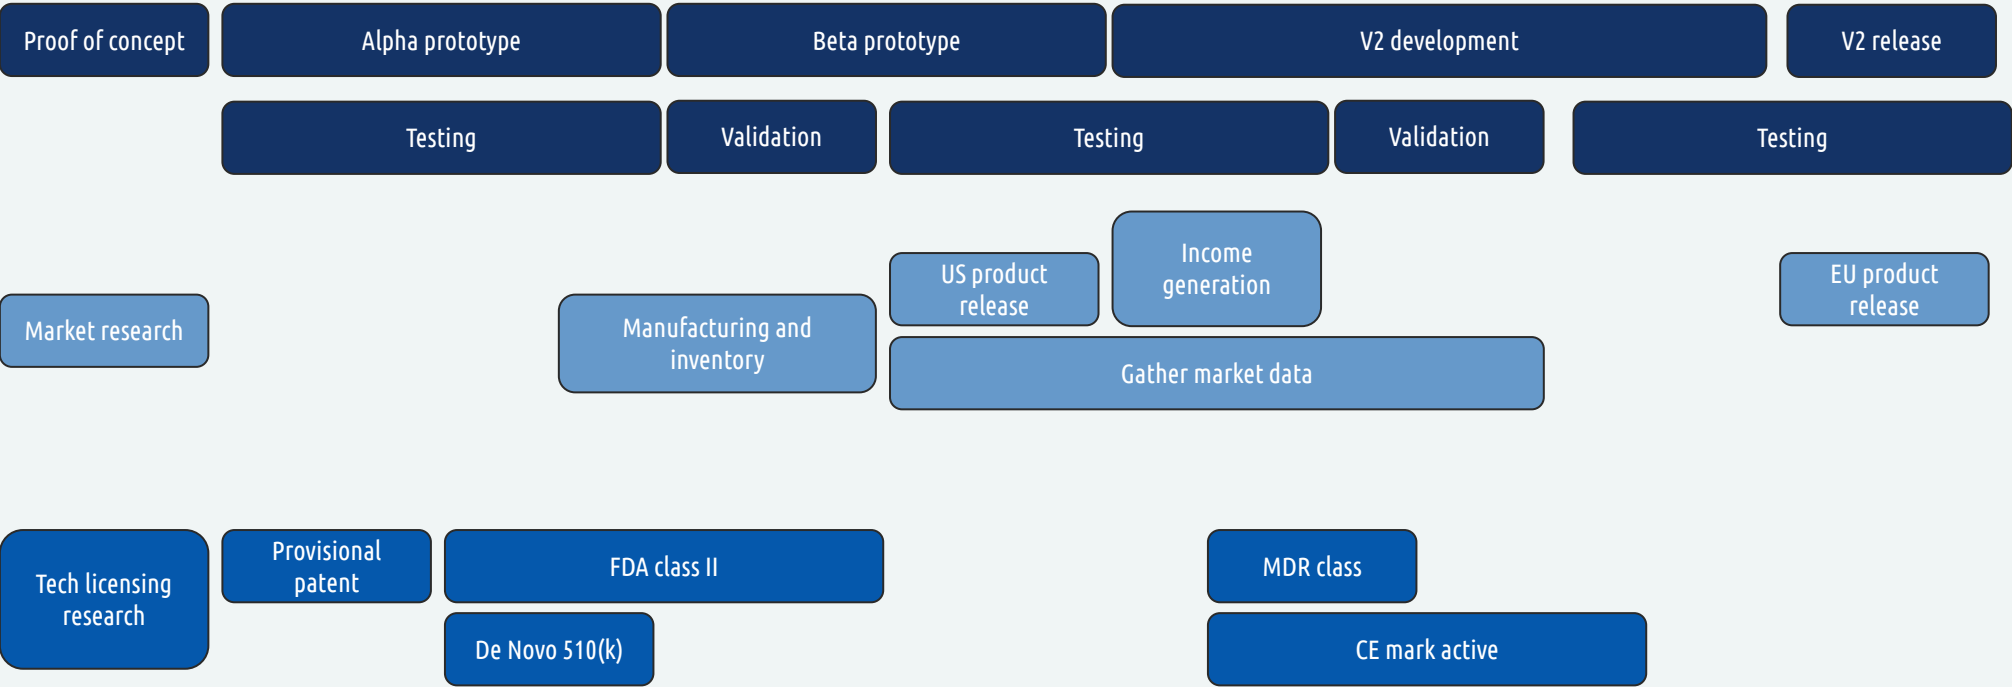 Proof of concept
Alpha prototype
Beta prototype
V2 development
V2 release
Testing
Validation
Testing
Validation
Testing
Market research
Manufacturing and
inventory
US product
release
Income
generation
Gather market data
EU product
release
Tech licensing
research
Provisional
patent
FDA class II
De Novo 510(k)
MDR class
CE mark active